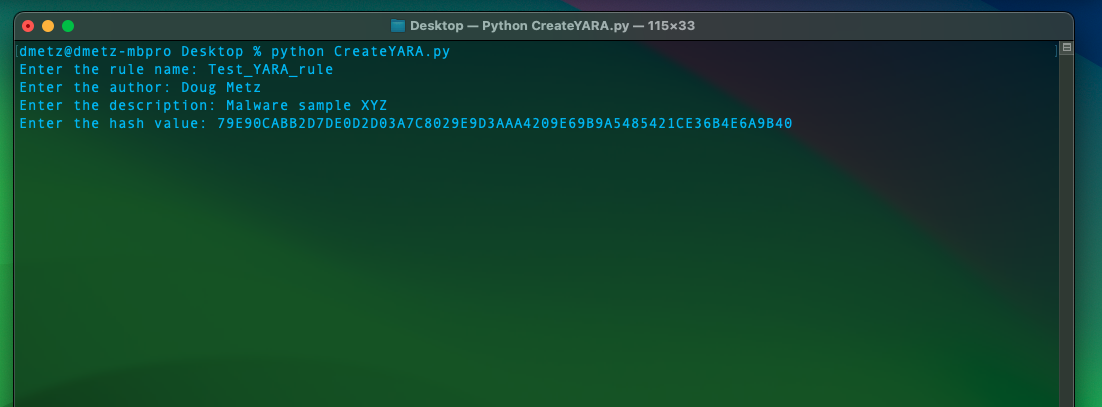 Desktop — Python CreateYARA.py — 115×33
dmetz@dmetz-mbpro Desktop % python CreateYARA.py
Enter the rule name: Test_YARA_rule
Enter the author: Doug Metz
Enter the description: Malware sample XYZ
Enter the hash value: 79E90CABB2D7DE0D2D03A7C8029E9D3AAA4209E69B9A5485421CE36B4E6A9B40